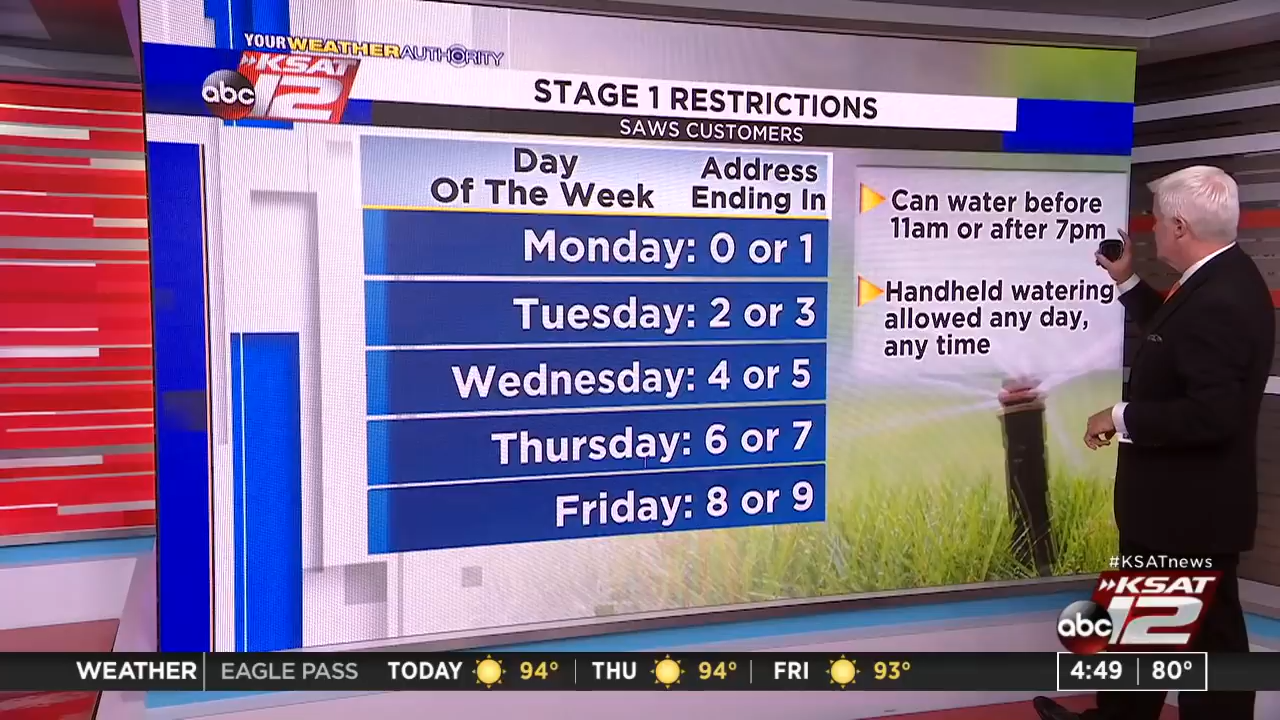 YOUR WEATHER AUTHORITY
KSAT
abc 12
STAGE 1 RESTRICTIONS
SAWS CUSTOMERS
Day Of The Week
Address Ending In
Monday: 0 or 1
Tuesday: 2 or 3
Wednesday: 4 or 5
Thursday: 6 or 7
Friday: 8 or 9
Can water before
11am or after 7pm
Handheld watering
allowed any day,
any time
#KSATnews
KSAT
abc 12
WEATHER EAGLE PASS TODAY 94° THU 94° FRI 93° 4:49 80°